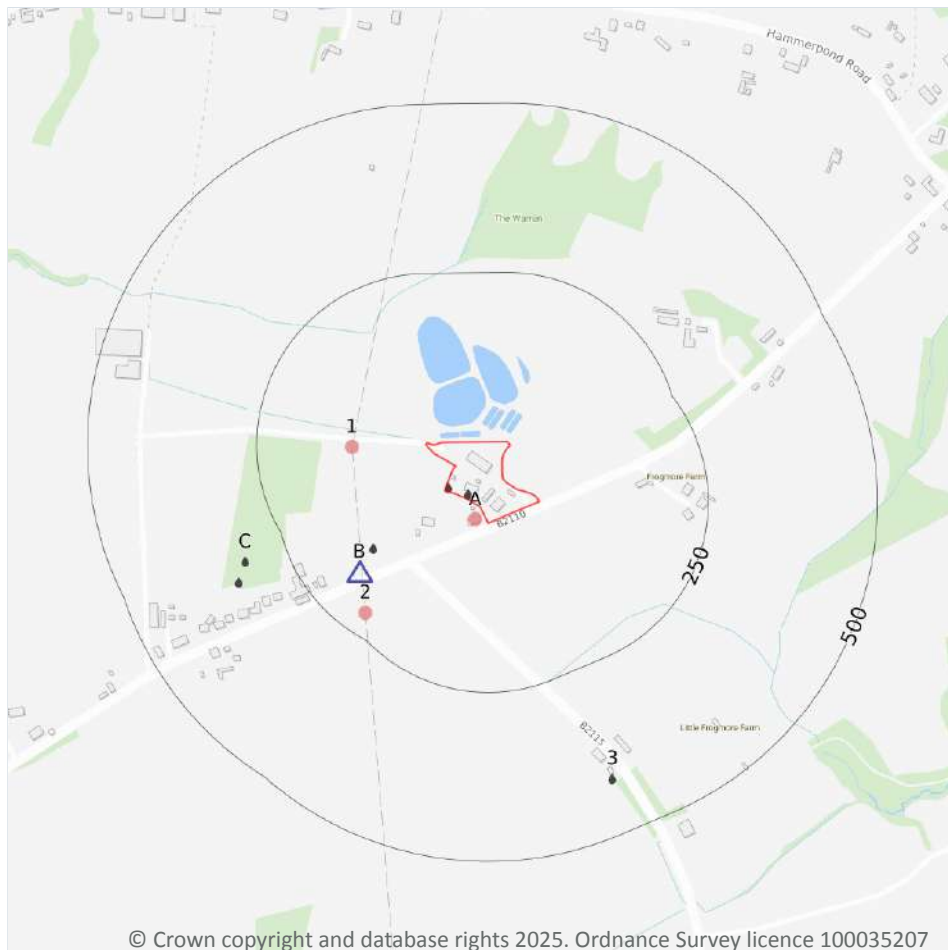 Hammerpond Road
The Warren
1
Frogmore Farm
A
B2110
C
B
250
2
500
Little Frogmore Farm
B2115
3
© Crown copyright and database rights 2025. Ordnance Survey licence 100035207